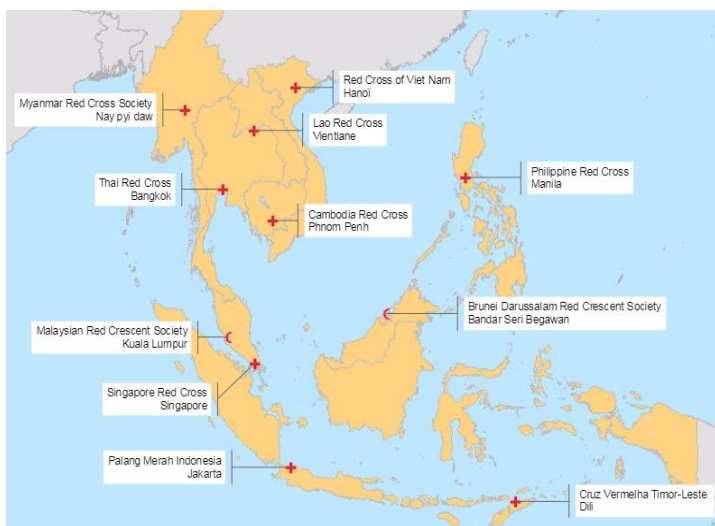 Red Cross of Viet Nam
Hanoï
Myanmar Red Cross Society
Nay pyi daw
Lao Red Cross
Vientiane
Philippine Red Cross
Manila
Thai Red Cross
Bangkok
Cambodia Red Cross
Phnom Penh
Brunei Darussalam Red Crescent Society
Bandar Seri Begawan
Malaysian Red Crescent Society
Kuala Lumpur
Singapore Red Cross
Singapore
Palang Merah Indonesia
Jakarta
Cruz Vermelha Timor-Leste
Dili